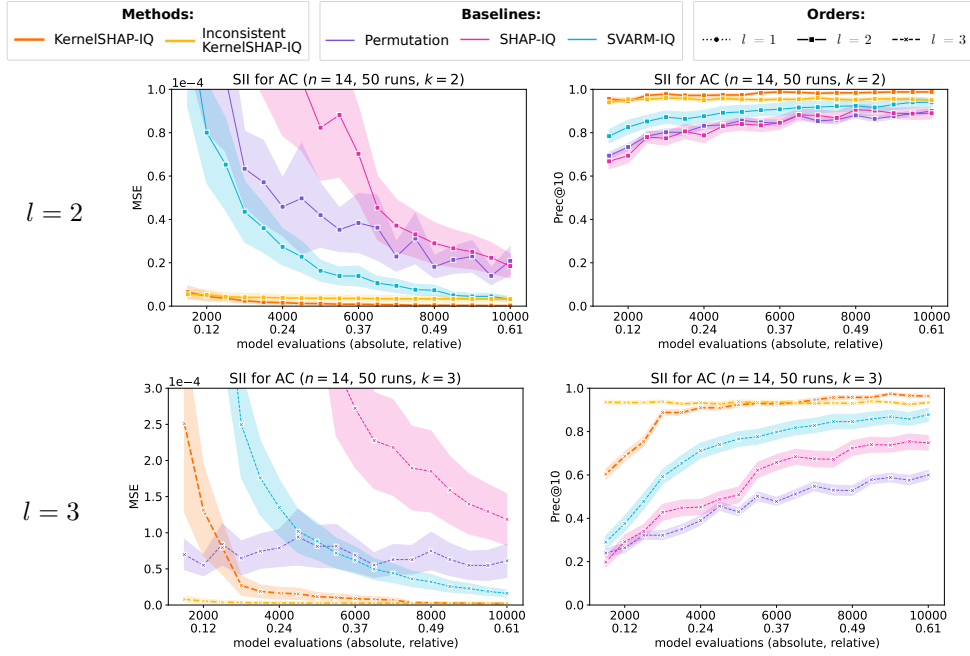 Methods:
KernelSHAP-IQ
Inconsistent
KernelSHAP-IQ
Baselines:
Permutation
SHAP-IQ
SVARM-IQ
Orders:
l = 1
l = 2
l = 3
l = 2
SII for AC (n = 14, 50 runs, k = 2)
1e−4
MSE
1.0
0.8
0.6
0.4
0.2
0.0
2000 4000 6000 8000 10000
0.12 0.24 0.37 0.49 0.61
model evaluations (absolute, relative)
SII for AC (n = 14, 50 runs, k = 2)
Prec@10
1.0
0.8
0.6
0.4
0.2
0.0
2000 4000 6000 8000 10000
0.12 0.24 0.37 0.49 0.61
model evaluations (absolute, relative)
l = 3
SII for AC (n = 14, 50 runs, k = 3)
1e−4
MSE
3.0
2.5
2.0
1.5
1.0
0.5
0.0
2000 4000 6000 8000 10000
0.12 0.24 0.37 0.49 0.61
model evaluations (absolute, relative)
SII for AC (n = 14, 50 runs, k = 3)
Prec@10
1.0
0.8
0.6
0.4
0.2
0.0
2000 4000 6000 8000 10000
0.12 0.24 0.37 0.49 0.61
model evaluations (absolute, relative)